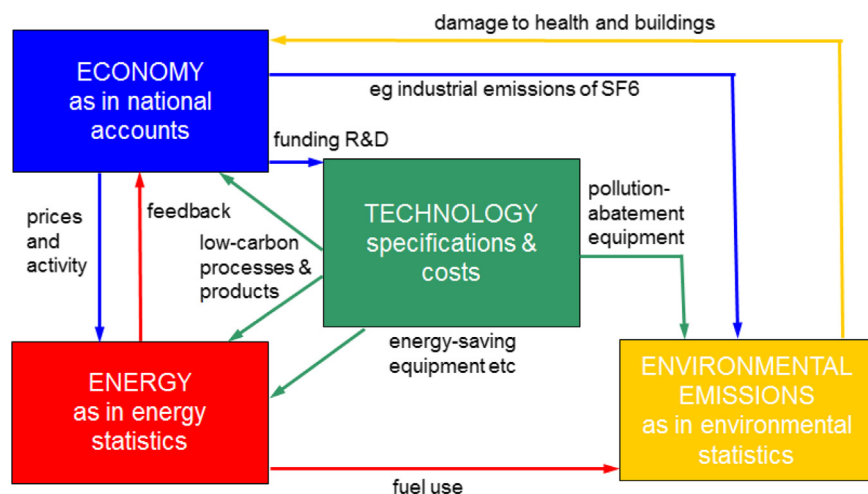 damage to health and buildings
ECONOMY
as in national
accounts
eg industrial emissions of SF6
funding R&D
prices
and
activity
feedback
low-carbon
processes &
products
TECHNOLOGY
specifications &
costs
pollution-
abatement
equipment
energy-saving
equipment etc
ENERGY
as in energy
statistics
ENVIRONMENTAL
EMISSIONS
as in environmental
statistics
fuel use